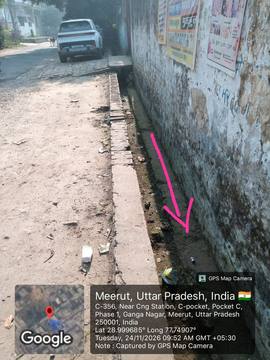 GPS Map Camera
Meerut, Uttar Pradesh, India 🇮🇳
C-356, Near Cng Station, C-pocket, Pocket C,
Phase 1, Ganga Nagar, Meerut, Uttar Pradesh
250001, India
Lat 28.999685° Long 77.74907°
Tuesday, 24/11/2026 09:52 AM GMT +05:30
Note : Captured by GPS Map Camera
Google